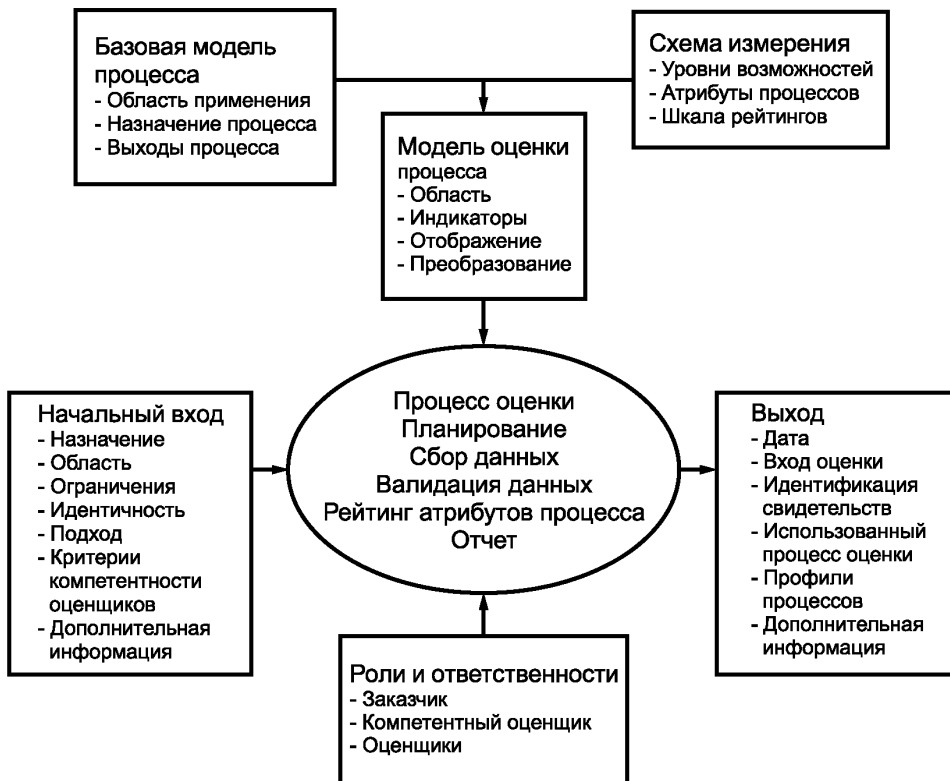 Базовая модель
процесса
- Область применения
- Назначение процесса
- Выходы процесса
Схема измерения
- Уровни возможностей
- Атрибуты процессов
- Шкала рейтингов
Модель оценки
процесса
- Область
- Индикаторы
- Отображение
- Преобразование
Начальный вход
- Назначение
- Область
- Ограничения
- Идентичность
- Подход
- Критерии
компетентности
оценщиков
- Дополнительная
информация
Процесс оценки
Планирование
Сбор данных
Валидация данных
Рейтинг атрибутов процесса
Отчет
Выход
- Дата
- Вход оценки
- Идентификация
свидетельств
- Использованный
процесс оценки
- Профили
процессов
- Дополнительная
информация
Роли и ответственности
- Заказчик
- Компетентный оценщик
- Оценщики